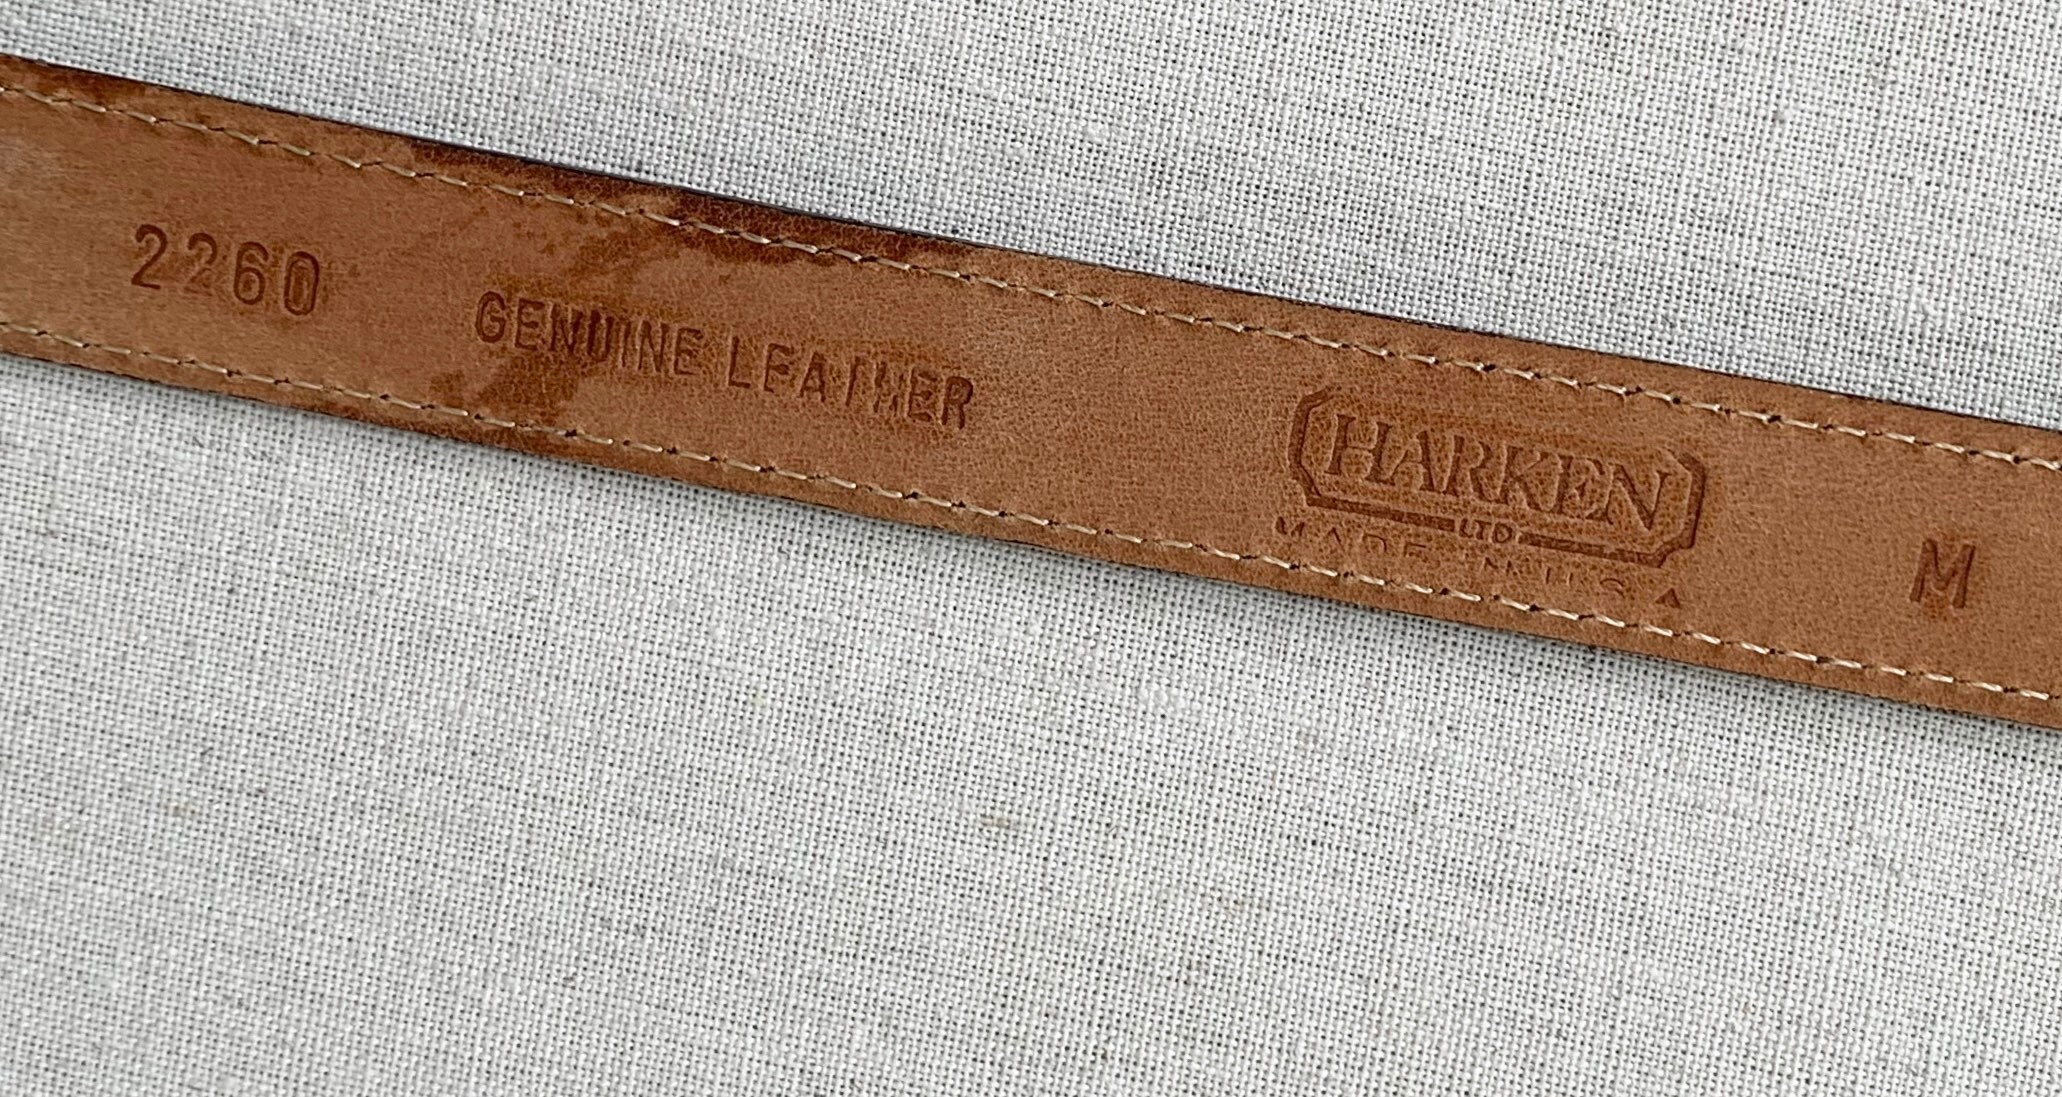 2260
GENUINE LEATHER
HARKEN
LTD
MADE IN U.S.A
M